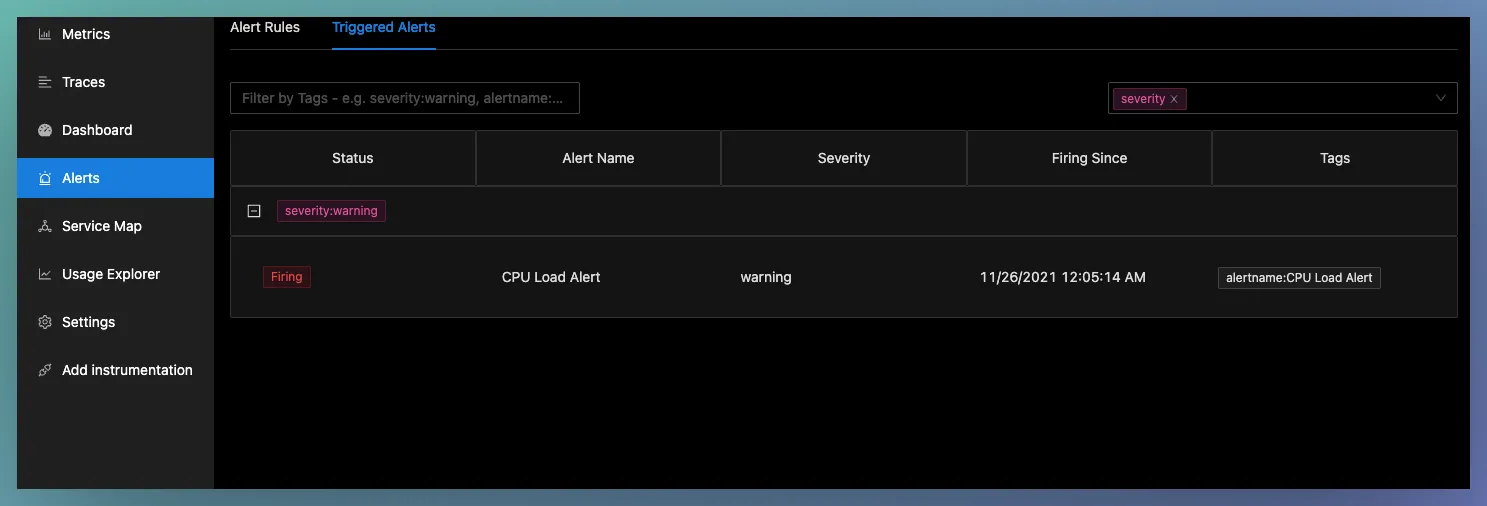 Metrics
Traces
Dashboard
Alerts
Service Map
Usage Explorer
Settings
Add instrumentation
Alert Rules Triggered Alerts
Filter by Tags - e.g. severity:warning, alertname:... severity x
Status Alert Name Severity Firing Since Tags
severity:warning
Firing CPU Load Alert warning 11/26/2021 12:05:14 AM alertname:CPU Load Alert